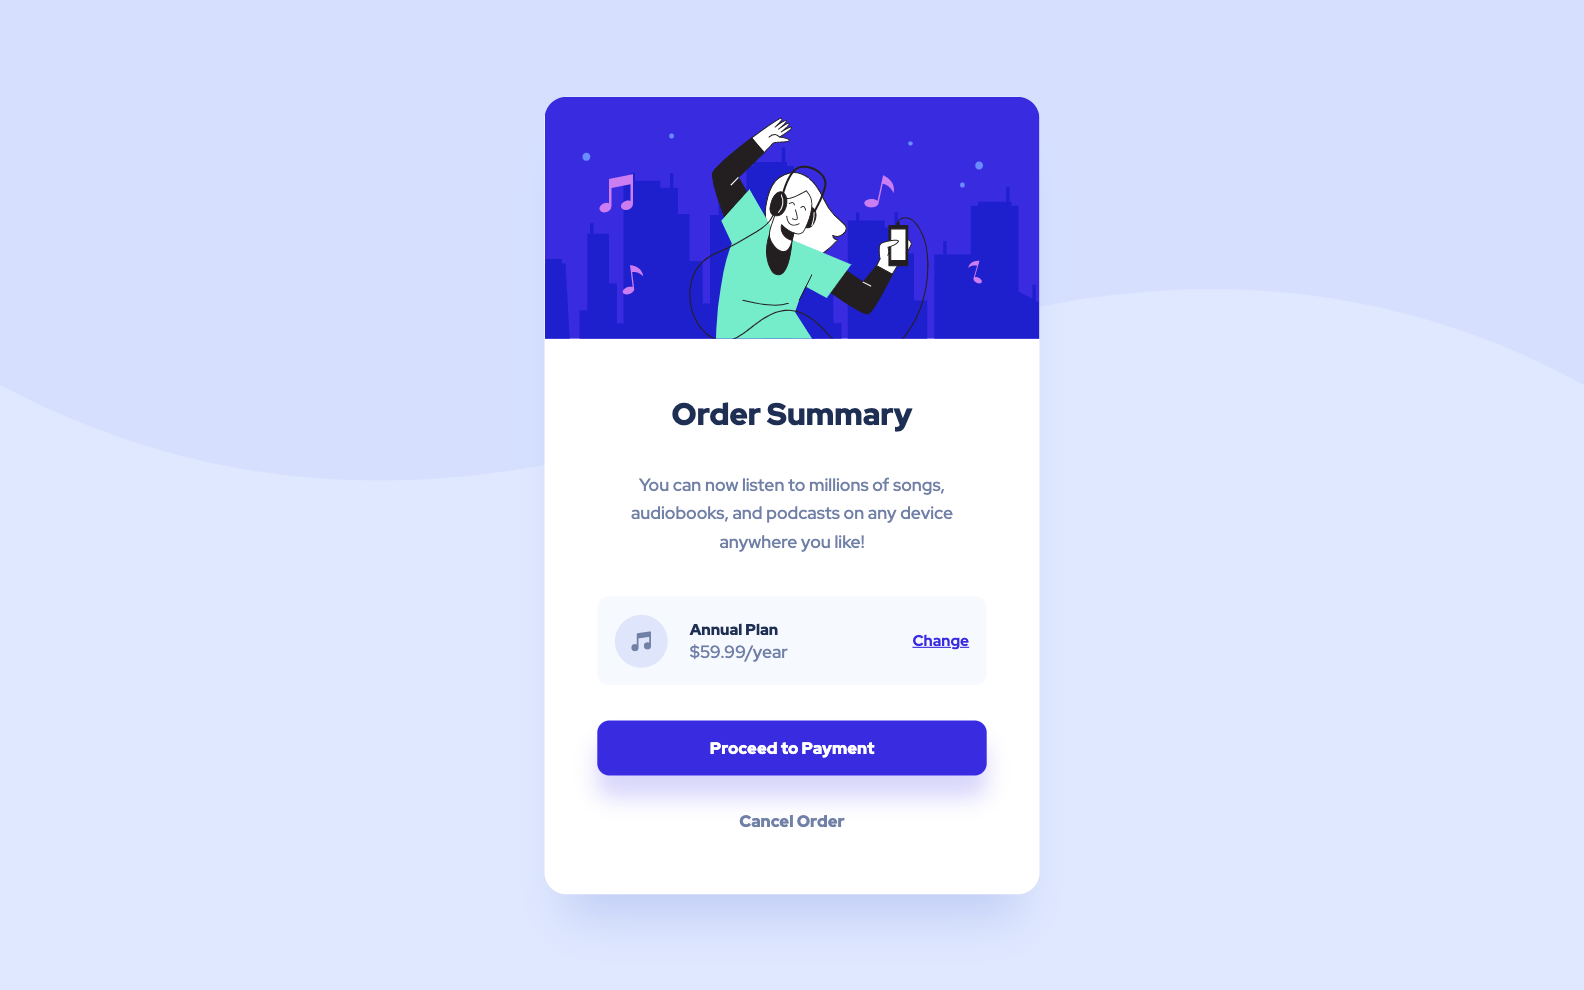 Order Summary
You can now listen to millions of songs,
audiobooks, and podcasts on any device
anywhere you like!
Annual Plan
$59.99/year
Change
Proceed to Payment
Cancel Order